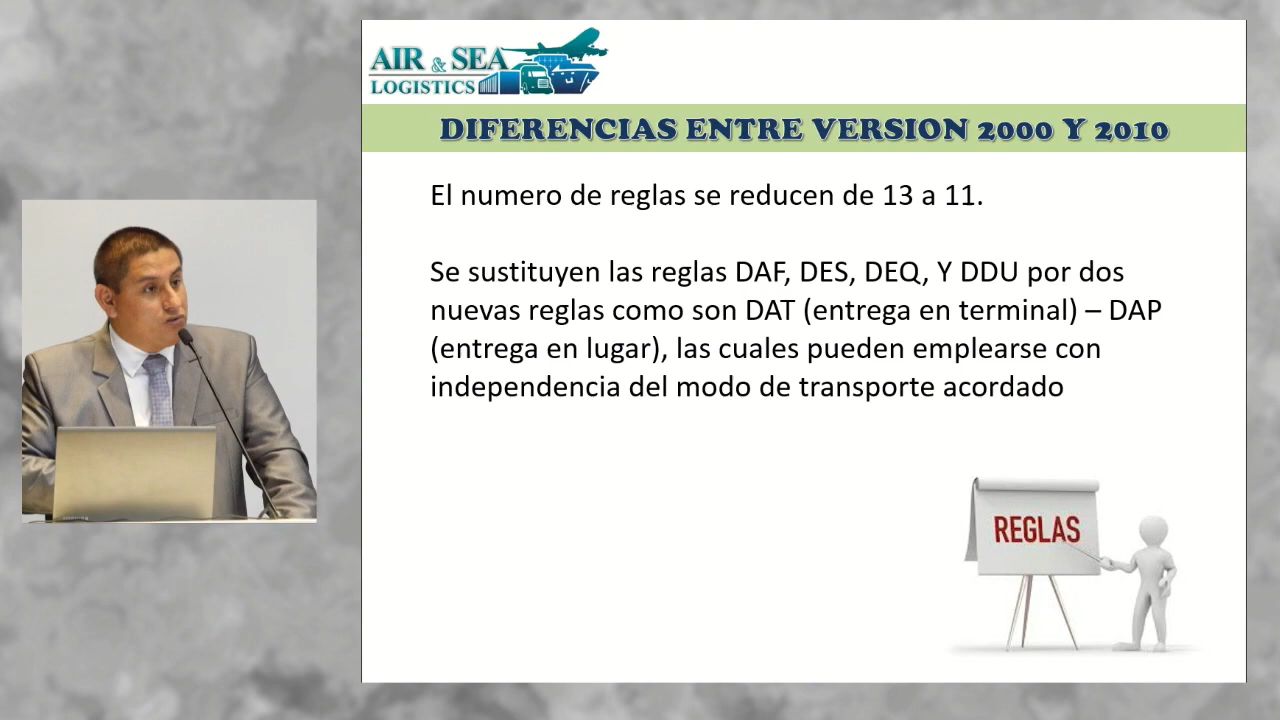 AIR & SEA
LOGISTICS
DIFERENCIAS ENTRE VERSION 2000 Y 2010
El numero de reglas se reducen de 13 a 11.
Se sustituyen las reglas DAF, DES, DEQ, Y DDU por dos
nuevas reglas como son DAT (entrega en terminal) – DAP
(entrega en lugar), las cuales pueden emplearse con
independencia del modo de transporte acordado
REGLAS